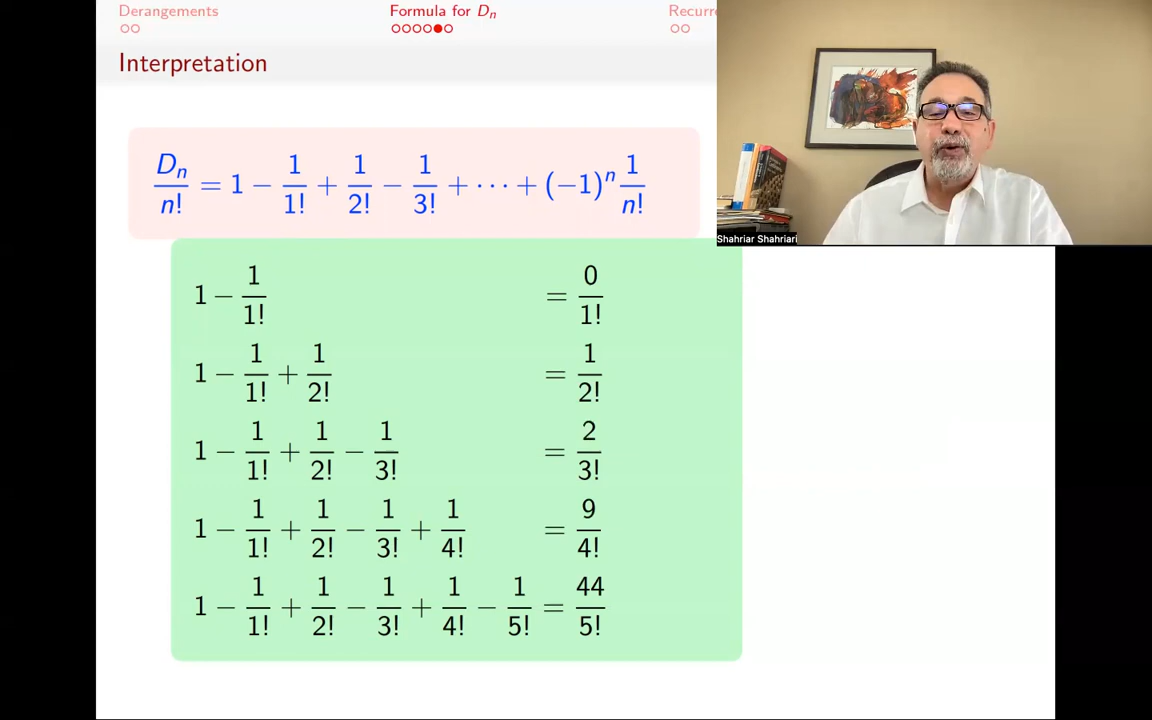 Derangements Formula for Dₙ Recurre
Interpretation
Dₙ/n! = 1 − 1/1! + 1/2! − 1/3! + ⋯ + (−1)ⁿ 1/n!
Shahriar Shahriari
1 − 1/1! = 0/1!
1 − 1/1! + 1/2! = 1/2!
1 − 1/1! + 1/2! − 1/3! = 2/3!
1 − 1/1! + 1/2! − 1/3! + 1/4! = 9/4!
1 − 1/1! + 1/2! − 1/3! + 1/4! − 1/5! = 44/5!